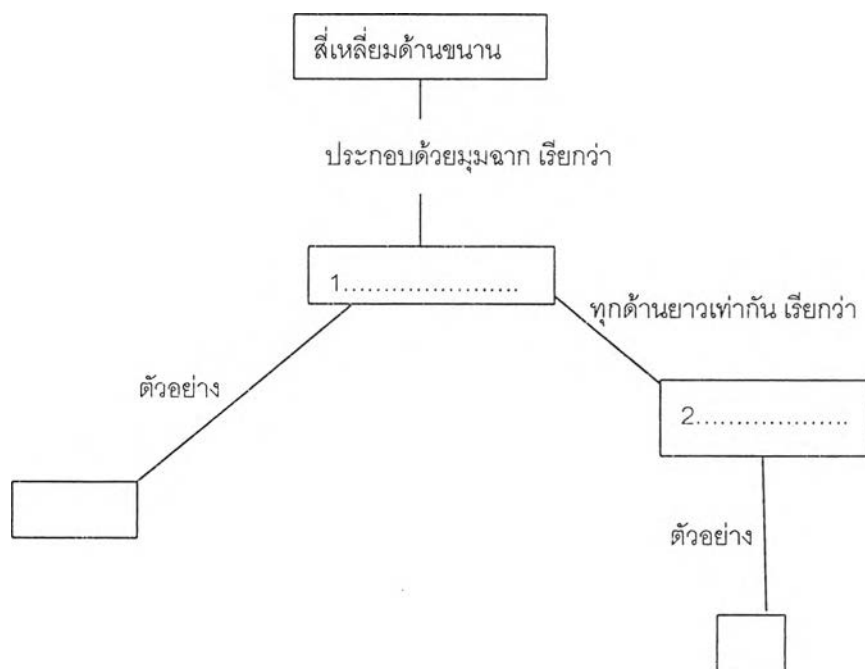 สี่เหลี่ยมด้านขนาน
ประกอบด้วยมุมฉาก เรียกว่า
1......................
ทุกด้านยาวเท่ากัน เรียกว่า
ตัวอย่าง
2...................
ตัวอย่าง